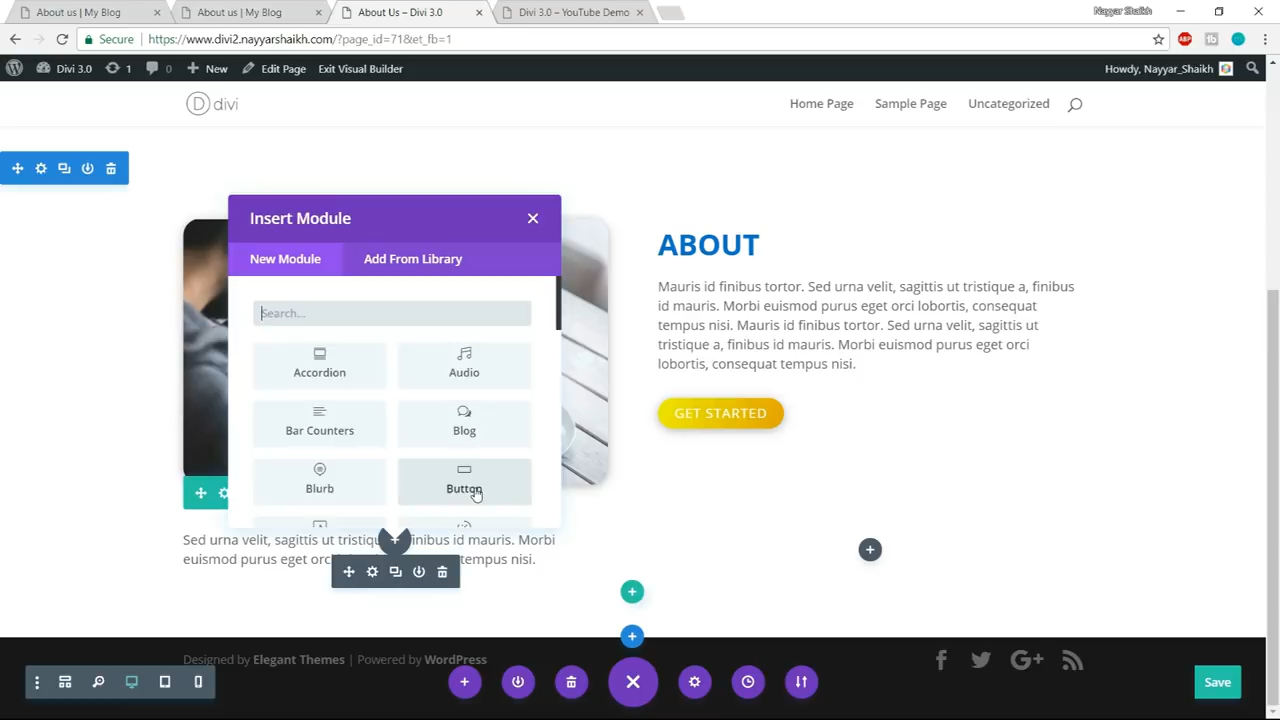 About us | My Blog
About us | My Blog
About Us – Divi 3.0
Divi 3.0 – YouTube Demo
Nayyar Shaikh
Secure
https://www.divi2.nayyarshaikh.com/?page_id=71&et_fb=1
Divi 3.0
1
0
New
Edit Page
Exit Visual Builder
Howdy, Nayyar_Shaikh
D divi
Home Page
Sample Page
Uncategorized
Insert Module
New Module
Add From Library
Search...
Accordion
Audio
Bar Counters
Blog
Blurb
Button
ABOUT
Mauris id finibus tortor. Sed urna velit, sagittis ut tristique a, finibus
id mauris. Morbi euismod purus eget orci lobortis, consequat
tempus nisi. Mauris id finibus tortor. Sed urna velit, sagittis ut
tristique a, finibus id mauris. Morbi euismod purus eget orci
lobortis, consequat tempus nisi.
GET STARTED
Sed urna velit, sagittis ut tristique finibus id mauris. Morbi
euismod purus eget tempus nisi.
Designed by Elegant Themes | Powered by WordPress
Save